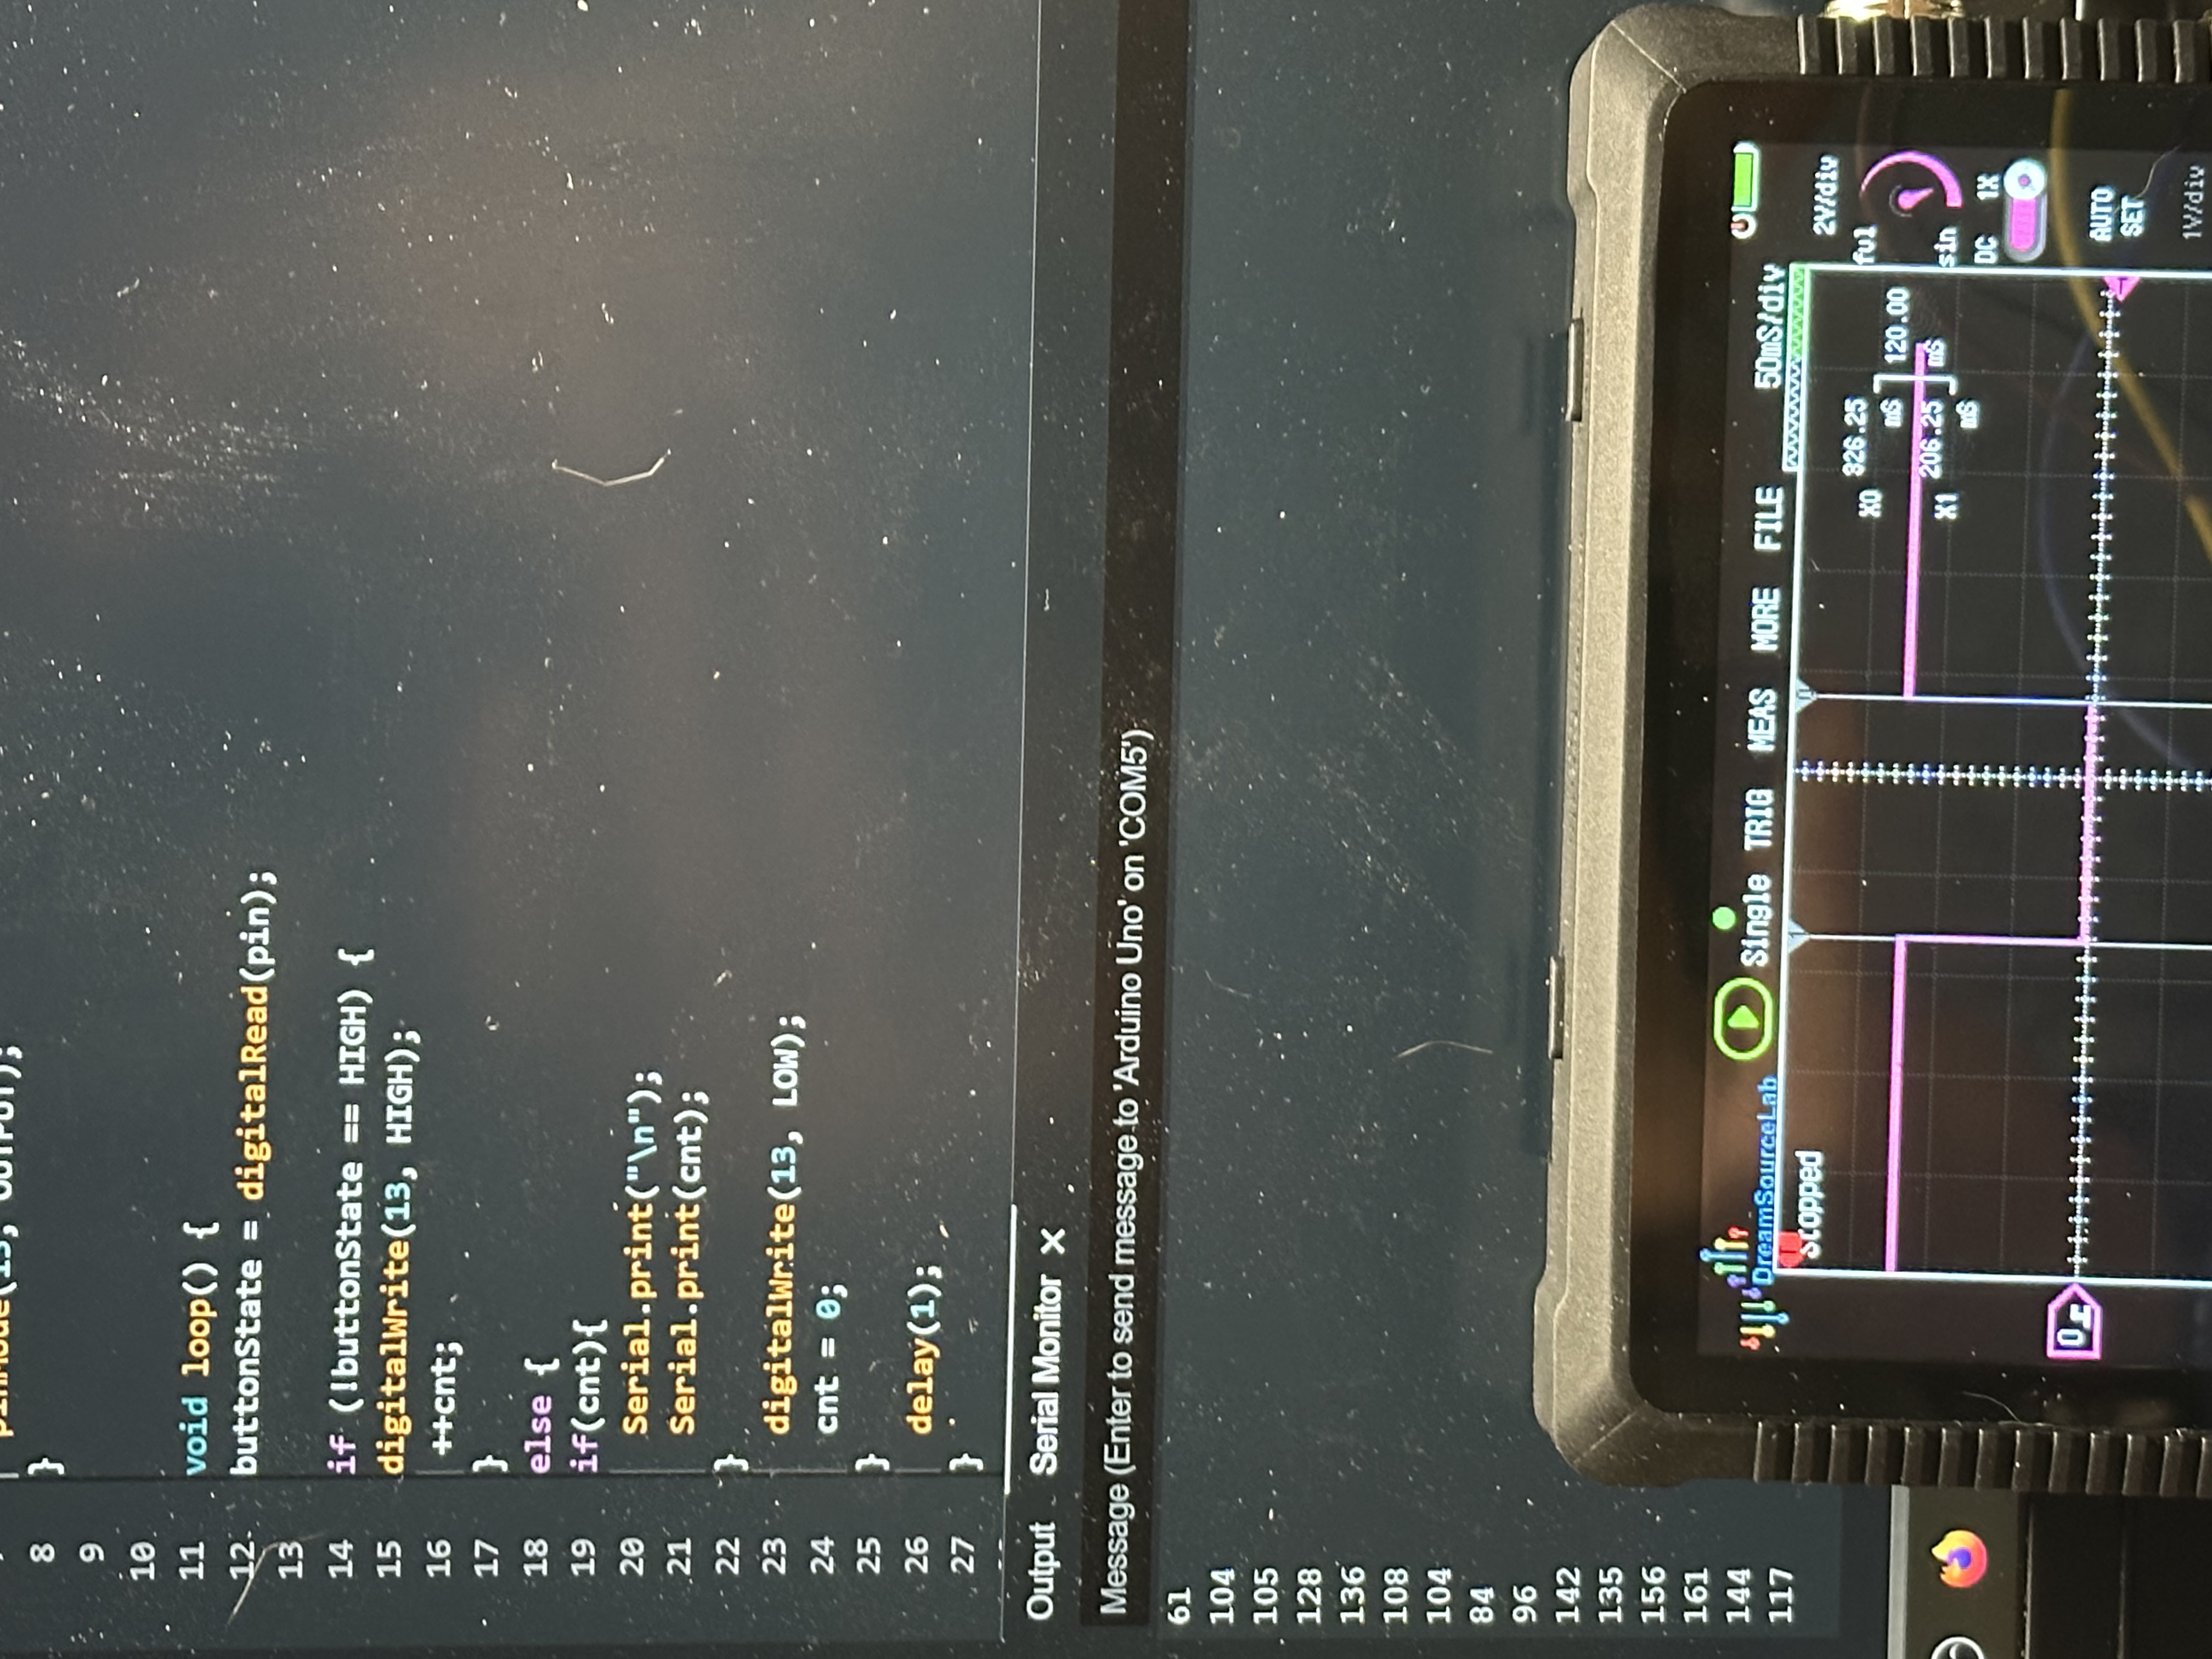 7 pinMode(13, OUTPUT);
8 }
9
10
11 void loop() {
12 buttonState = digitalRead(pin);
13
14 if (!buttonState == HIGH) {
15 digitalWrite(13, HIGH);
16 ++cnt;
17 }
18 else {
19 if(cnt){
20 Serial.print("\n");
21 Serial.print(cnt);
22 }
23 digitalWrite(13, LOW);
24 cnt = 0;
25 }
26 delay(1);
27 }
Output Serial Monitor
Message (Enter to send message to 'Arduino Uno' on 'COM5')
61
104
105
128
136
108
104
84
96
142
135
156
161
144
117
DreamSourceLab Single TRIG MEAS MORE FILE 50mS/div
Stopped
2V/div
X0 326.25 mS
120.00 mS
X1 206.25 mS
ful
sin
DC 1X
0
AUTO SET
1V/div